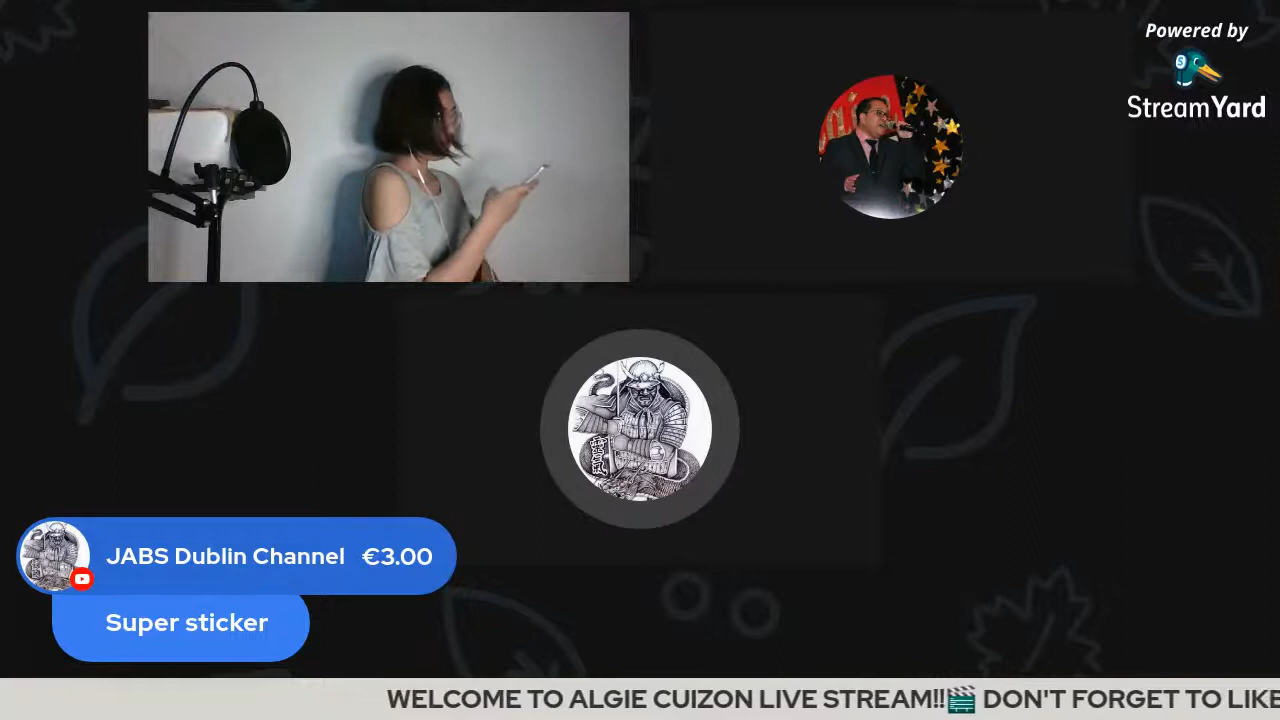 Powered by
StreamYard
JABS Dublin Channel €3.00
Super sticker
WELCOME TO ALGIE CUIZON LIVE STREAM!!🎬 DON'T FORGET TO LIKE